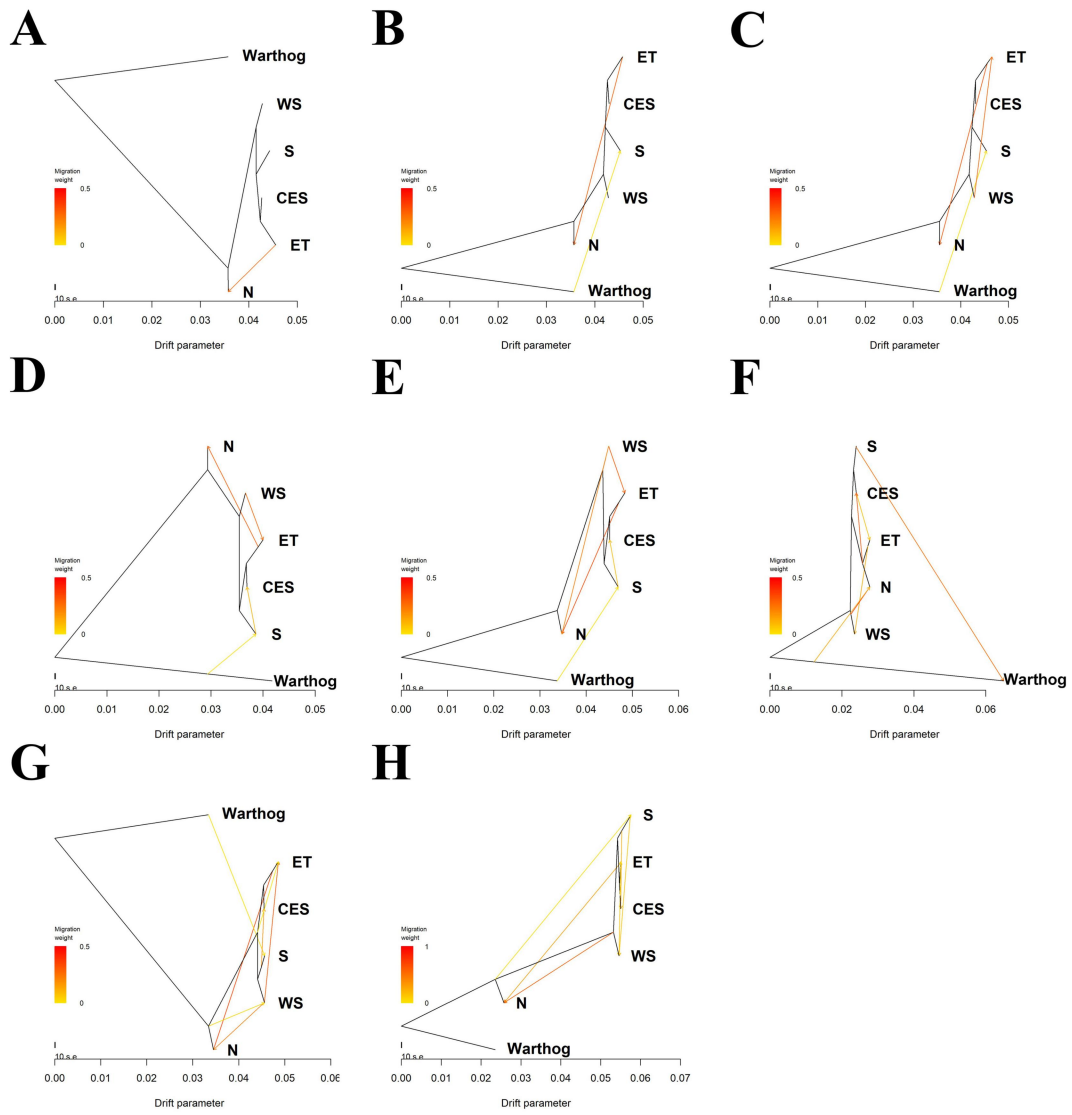 A
Warthog
WS
S
CES
ET
N
Migration
weight
0.5
0
10 s.e.
0.00 0.01 0.02 0.03 0.04 0.05
Drift parameter
B
ET
CES
S
WS
N
Warthog
Migration
weight
0.5
0
10 s.e.
0.00 0.01 0.02 0.03 0.04 0.05
Drift parameter
C
ET
CES
S
WS
N
Warthog
Migration
weight
0.5
0
10 s.e.
0.00 0.01 0.02 0.03 0.04 0.05
Drift parameter
D
N
WS
ET
CES
S
Warthog
Migration
weight
0.5
0
10 s.e.
0.00 0.01 0.02 0.03 0.04 0.05
Drift parameter
E
WS
ET
CES
S
N
Warthog
Migration
weight
0.5
0
10 s.e.
0.00 0.01 0.02 0.03 0.04 0.05 0.06
Drift parameter
F
S
CES
ET
N
WS
Warthog
Migration
weight
0.5
0
10 s.e.
0.00 0.02 0.04 0.06
Drift parameter
G
Warthog
ET
CES
S
WS
N
Migration
weight
0.5
0
10 s.e.
0.00 0.01 0.02 0.03 0.04 0.05 0.06
Drift parameter
H
S
ET
CES
WS
N
Warthog
Migration
weight
1
0
10 s.e.
0.00 0.01 0.02 0.03 0.04 0.05 0.06 0.07
Drift parameter